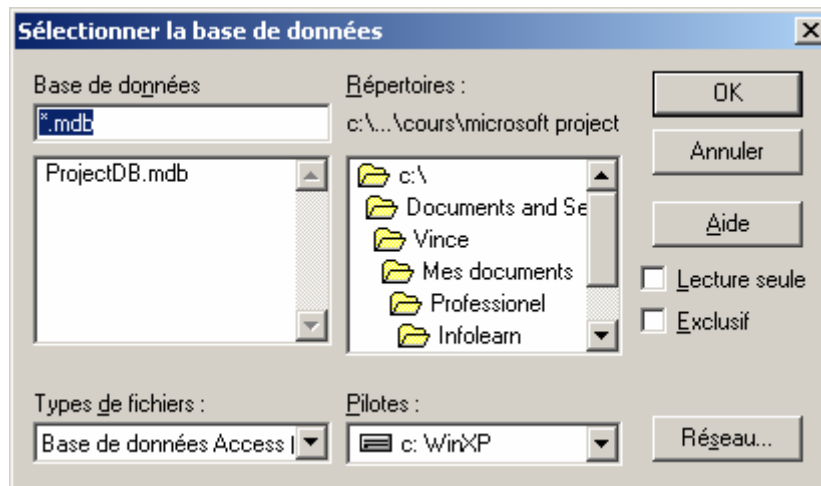 Sélectionner la base de données
Base de données
*.mdb
ProjectDB.mdb
Répertoires :
c:\...\cours\microsoft project
c:\
Documents and Se
Vince
Mes documents
Professionel
Infolearn
OK
Annuler
Aide
Lecture seule
Exclusif
Types de fichiers :
Base de données Access (
Pilotes :
c: WinXP
Réseau...